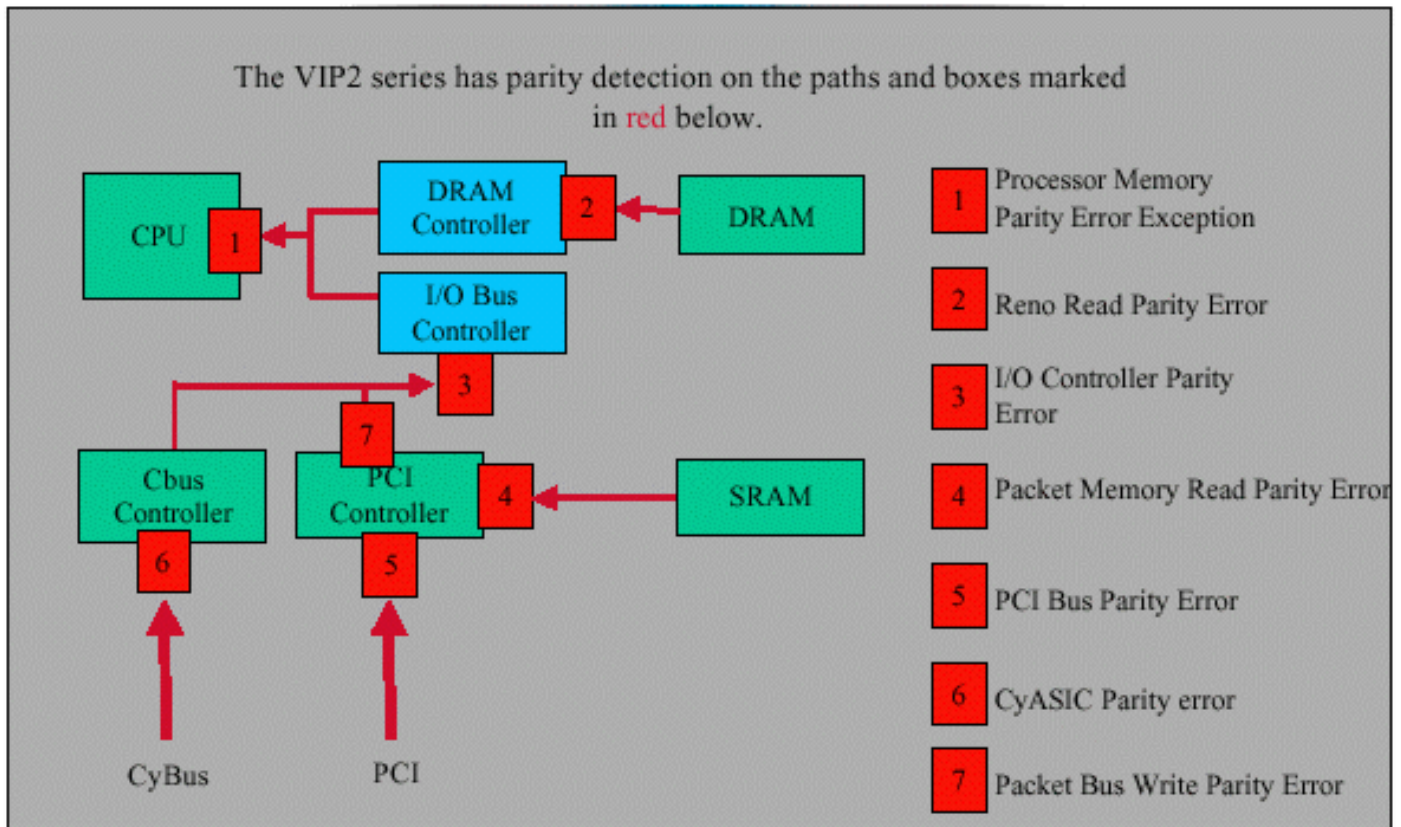 The VIP2 series has parity detection on the paths and boxes marked
in red below.
CPU
1
DRAM
Controller
2
DRAM
I/O Bus
Controller
3
7
Cbus
Controller
6
PCI
Controller
4
5
SRAM
CyBus
PCI
1
Processor Memory
Parity Error Exception
2
Reno Read Parity Error
3
I/O Controller Parity
Error
4
Packet Memory Read Parity Error
5
PCI Bus Parity Error
6
CyASIC Parity error
7
Packet Bus Write Parity Error